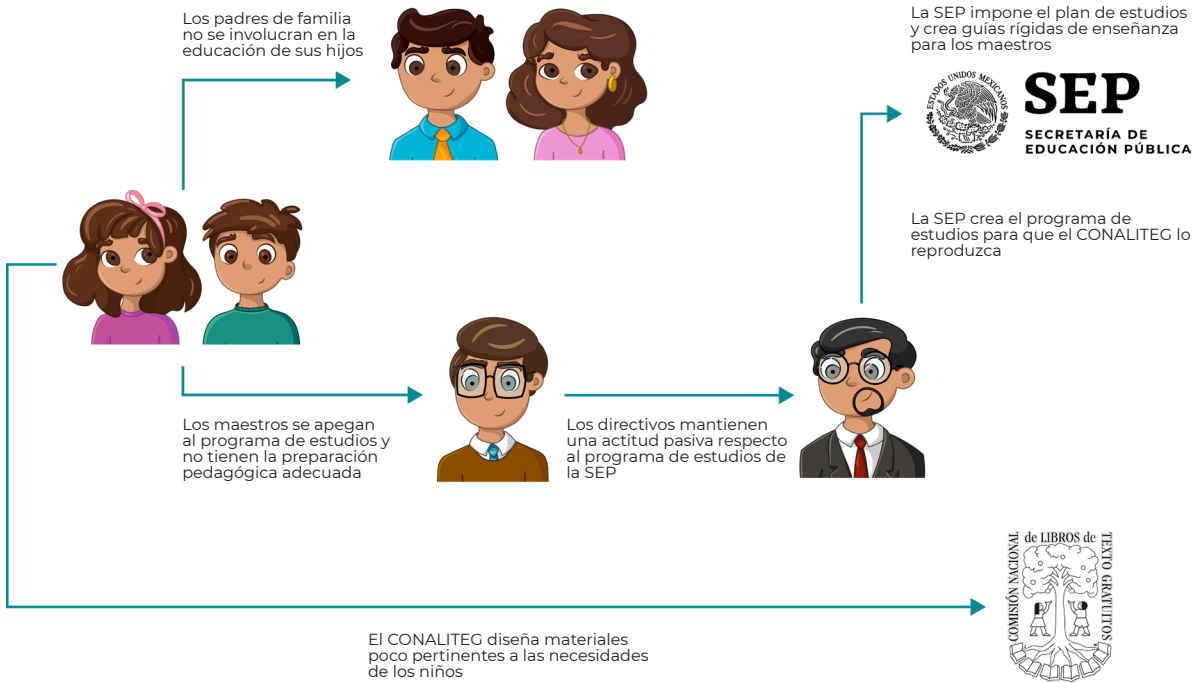 Los padres de familia
no se involucran en la
educación de sus hijos
La SEP impone el plan de estudios
y crea guías rígidas de enseñanza
para los maestros
ESTADOS UNIDOS MEXICANOS
SEP
SECRETARÍA DE
EDUCACIÓN PÚBLICA
La SEP crea el programa de
estudios para que el CONALITEG lo
reproduzca
Los maestros se apegan
al programa de estudios y
no tienen la preparación
pedagógica adecuada
Los directivos mantienen
una actitud pasiva respecto
al programa de estudios de
la SEP
COMISIÓN NACIONAL
de LIBROS de
TEXTO GRATUITOS
El CONALITEG diseña materiales
poco pertinentes a las necesidades
de los niños